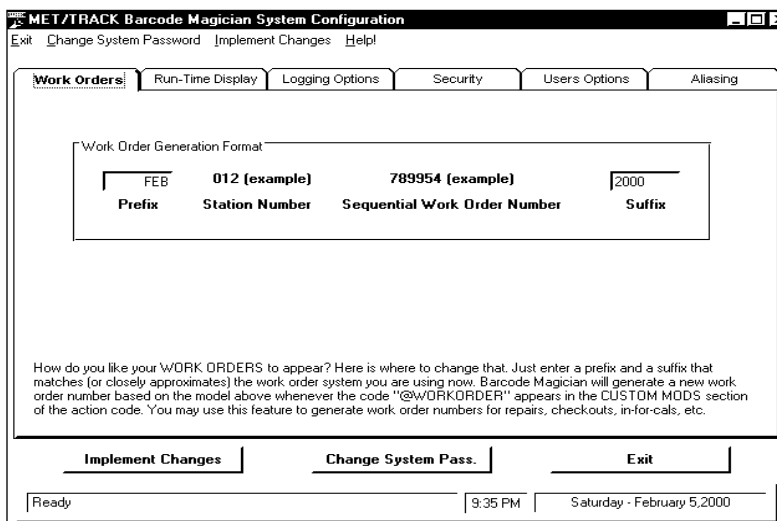 MET/TRACK Barcode Magician System Configuration
Exit Change System Password Implement Changes Help!
Work Orders Run-Time Display Logging Options Security Users Options Aliasing
Work Order Generation Format
FEB 012 (example) 789954 (example) 2000
Prefix Station Number Sequential Work Order Number Suffix
How do you like your WORK ORDERS to appear? Here is where to change that. Just enter a prefix and a suffix that
matches (or closely approximates) the work order system you are using now. Barcode Magician will generate a new work
order number based on the model above whenever the code "@WORKORDER" appears in the CUSTOM MODS section
of the action code. You may use this feature to generate work order numbers for repairs, checkouts, in-for-cals, etc.
Implement Changes Change System Pass. Exit
Ready 9:35 PM Saturday - February 5,2000